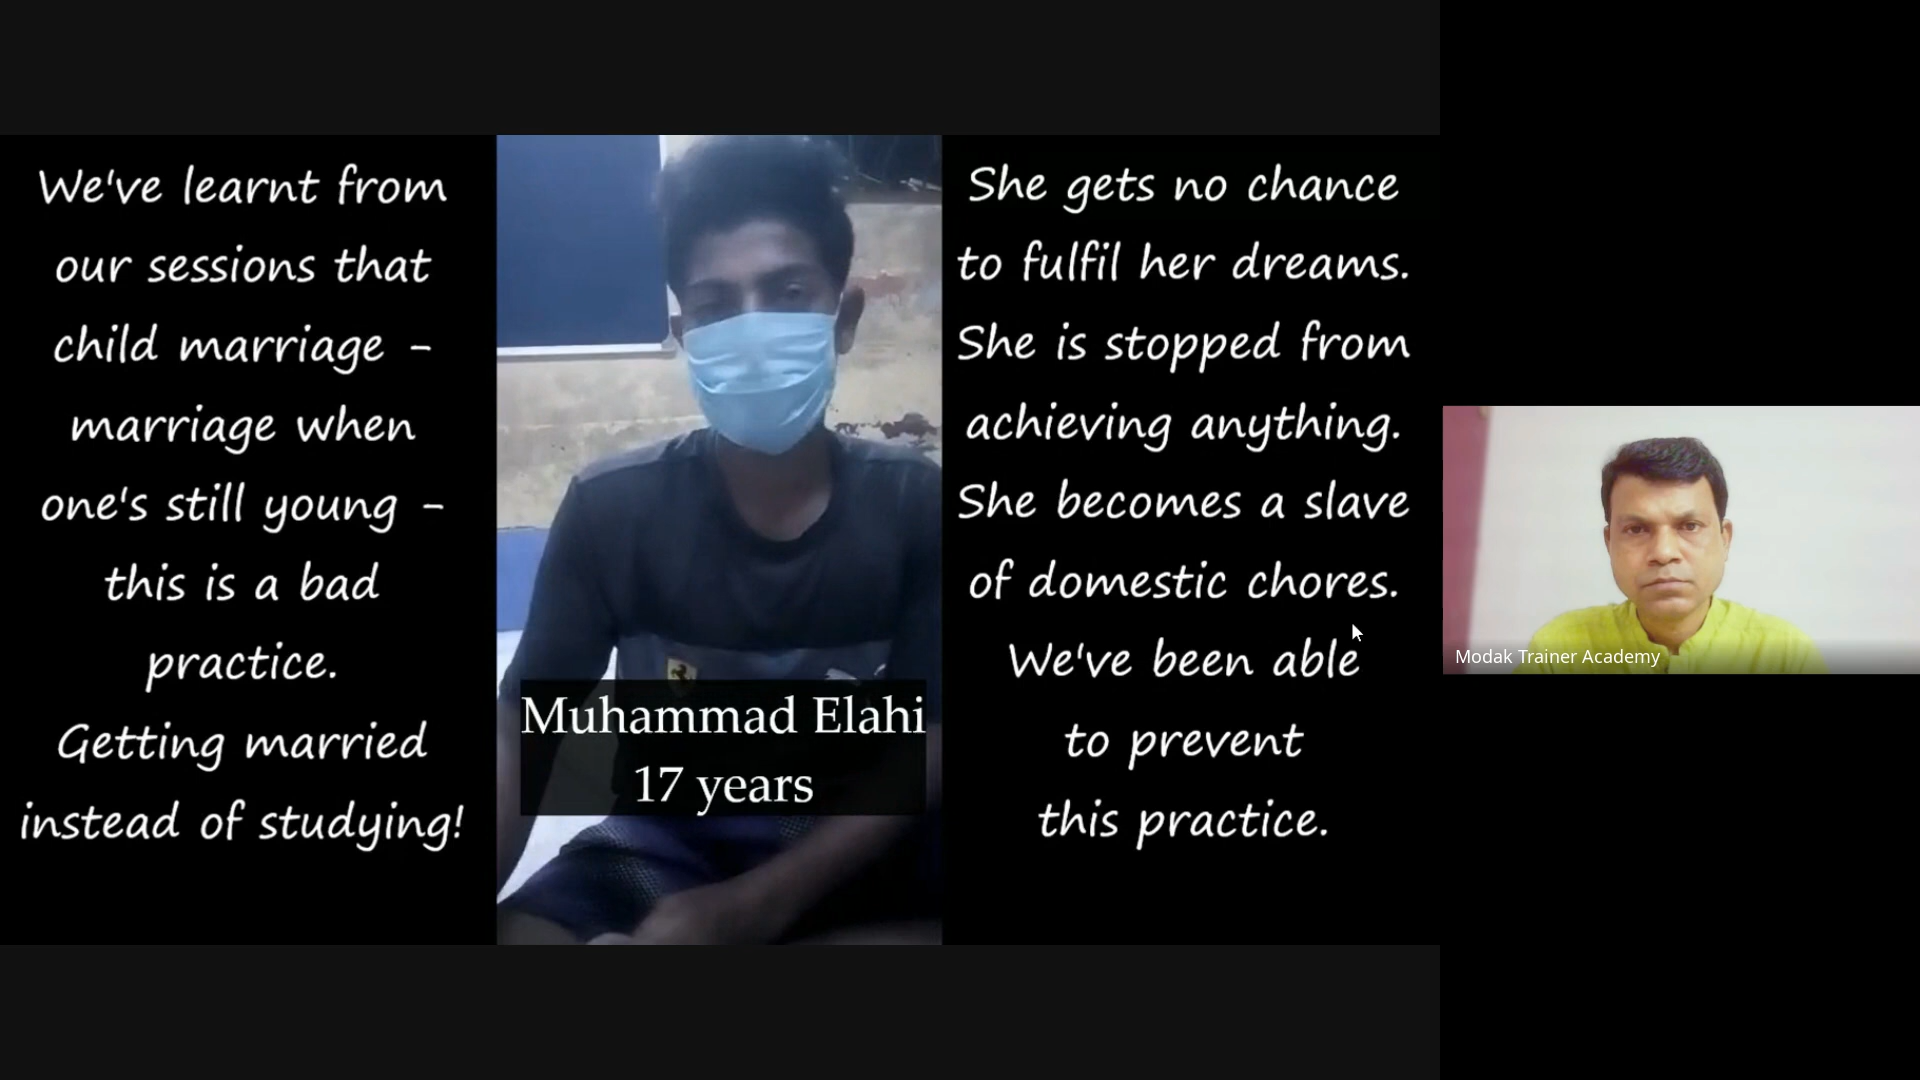 We've learnt from
our sessions that
child marriage -
marriage when
one's still young -
this is a bad
practice.
Getting married
instead of studying!
Muhammad Elahi
17 years
She gets no chance
to fulfil her dreams.
She is stopped from
achieving anything.
She becomes a slave
of domestic chores.
We've been able
to prevent
this practice.
Modak Trainer Academy